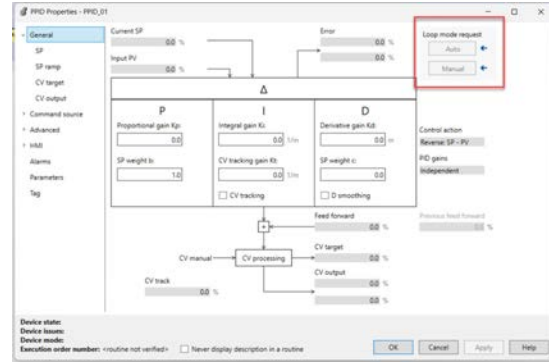 PPID Properties - PPID_01
General
SP
SP ramp
CV target
CV output
Command source
Advanced
HMI
Alarms
Parameters
Tag
Current SP
0.0 %
Input PV
0.0 %
Error
0.0 %
0.0 %
Loop mode request
Auto
Manual
Δ
P
Proportional gain Kp:
0.0
SP weight b:
1.0
I
Integral gain Ki:
0.0 1/m
CV tracking gain Kt:
0.0 1/m
CV tracking
D
Derivative gain Kd:
0.0 m
SP weight c:
0.0
D smoothing
Control action
Reverse: SP - PV
PID gains
Independent
Feed forward
0.0 %
Previous feed forward
0.0 %
+
CV manual
CV processing
CV target
0.0 %
CV output
0.0 %
0.0 %
CV track
0.0 %
Device state:
Device issues:
Device mode:
Execution order number: <routine not verified>
Never display description in a routine
OK
Cancel
Apply
Help